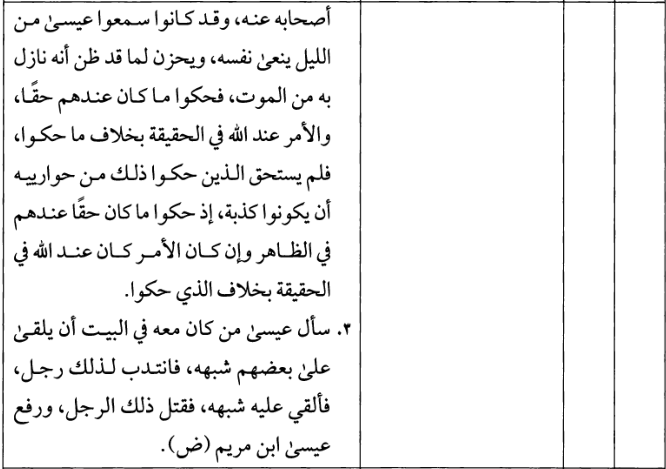 أصحابه عنه، وقد كانوا سمعوا عيسىٰ من
الليل ينعىٰ نفسه، ويحزن لما قد ظن أنه نازل
به من الموت، فحكوا ما كان عندهم حقًا،
والأمر عند الله في الحقيقة بخلاف ما حكوا،
فلم يستحق الذين حكوا ذلك من حوارييه
أن يكونوا كذبة، إذ حكوا ما كان حقًا عندهم
في الظاهر وإن كان الأمر كان عند الله في
الحقيقة بخلاف الذي حكوا.
٣. سأل عيسىٰ من كان معه في البيت أن يلقىٰ
علىٰ بعضهم شبهه، فانتدب لذلك رجل،
فألقي عليه شبهه، فقتل ذلك الرجل، ورفع
عيسىٰ ابن مريم (ض).